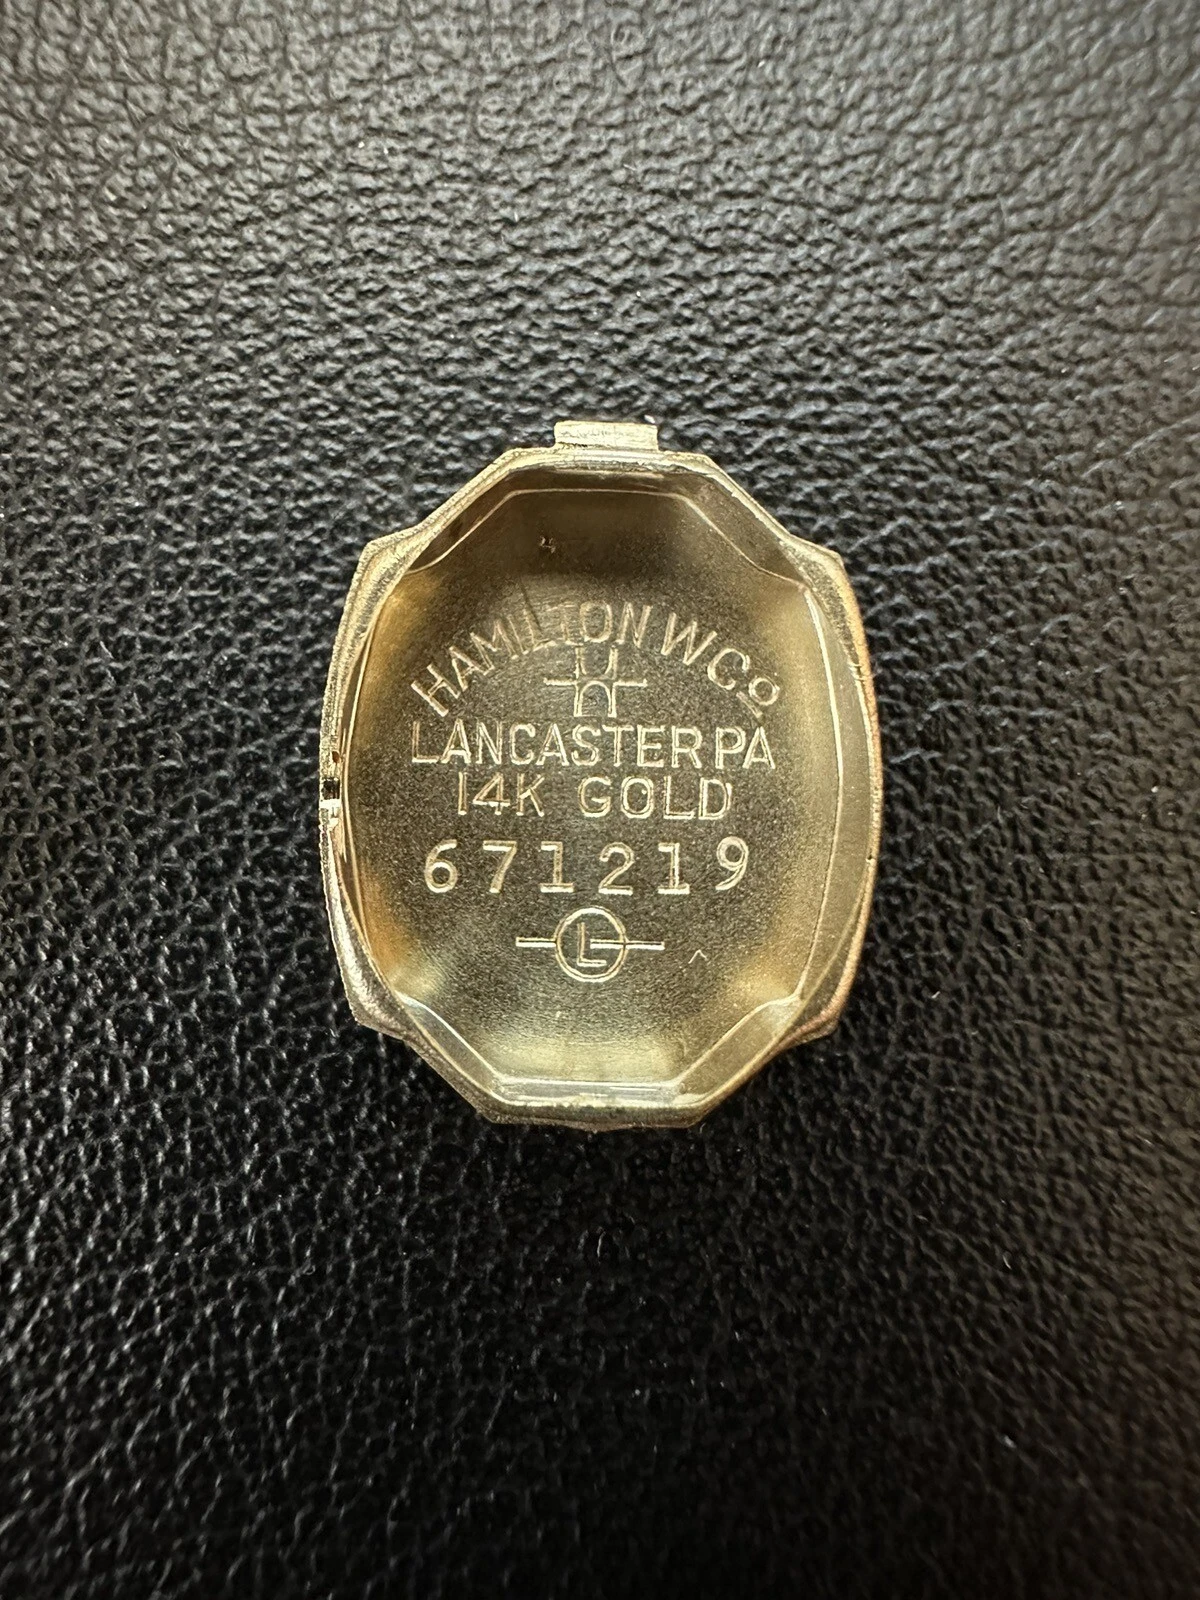 HAMILTON W Co
H
LANCASTER PA
14K GOLD
671219
L